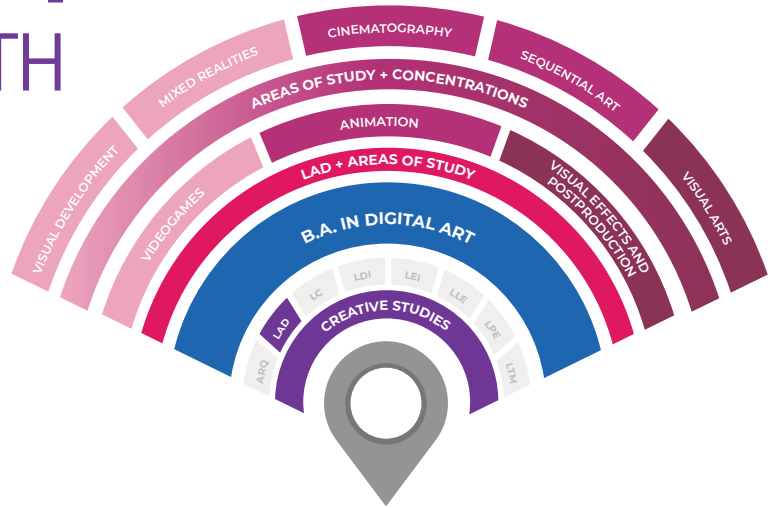 TH
VISUAL DEVELOPMENT
MIXED REALITIES
CINEMATOGRAPHY
SEQUENTIAL ART
VISUAL ARTS
AREAS OF STUDY + CONCENTRATIONS
VIDEOGAMES
ANIMATION
VISUAL EFFECTS AND
POSTPRODUCTION
LAD + AREAS OF STUDY
B.A. IN DIGITAL ART
ARQ
LAD
LC
LDI
LEI
LLE
LPE
LTM
CREATIVE STUDIES